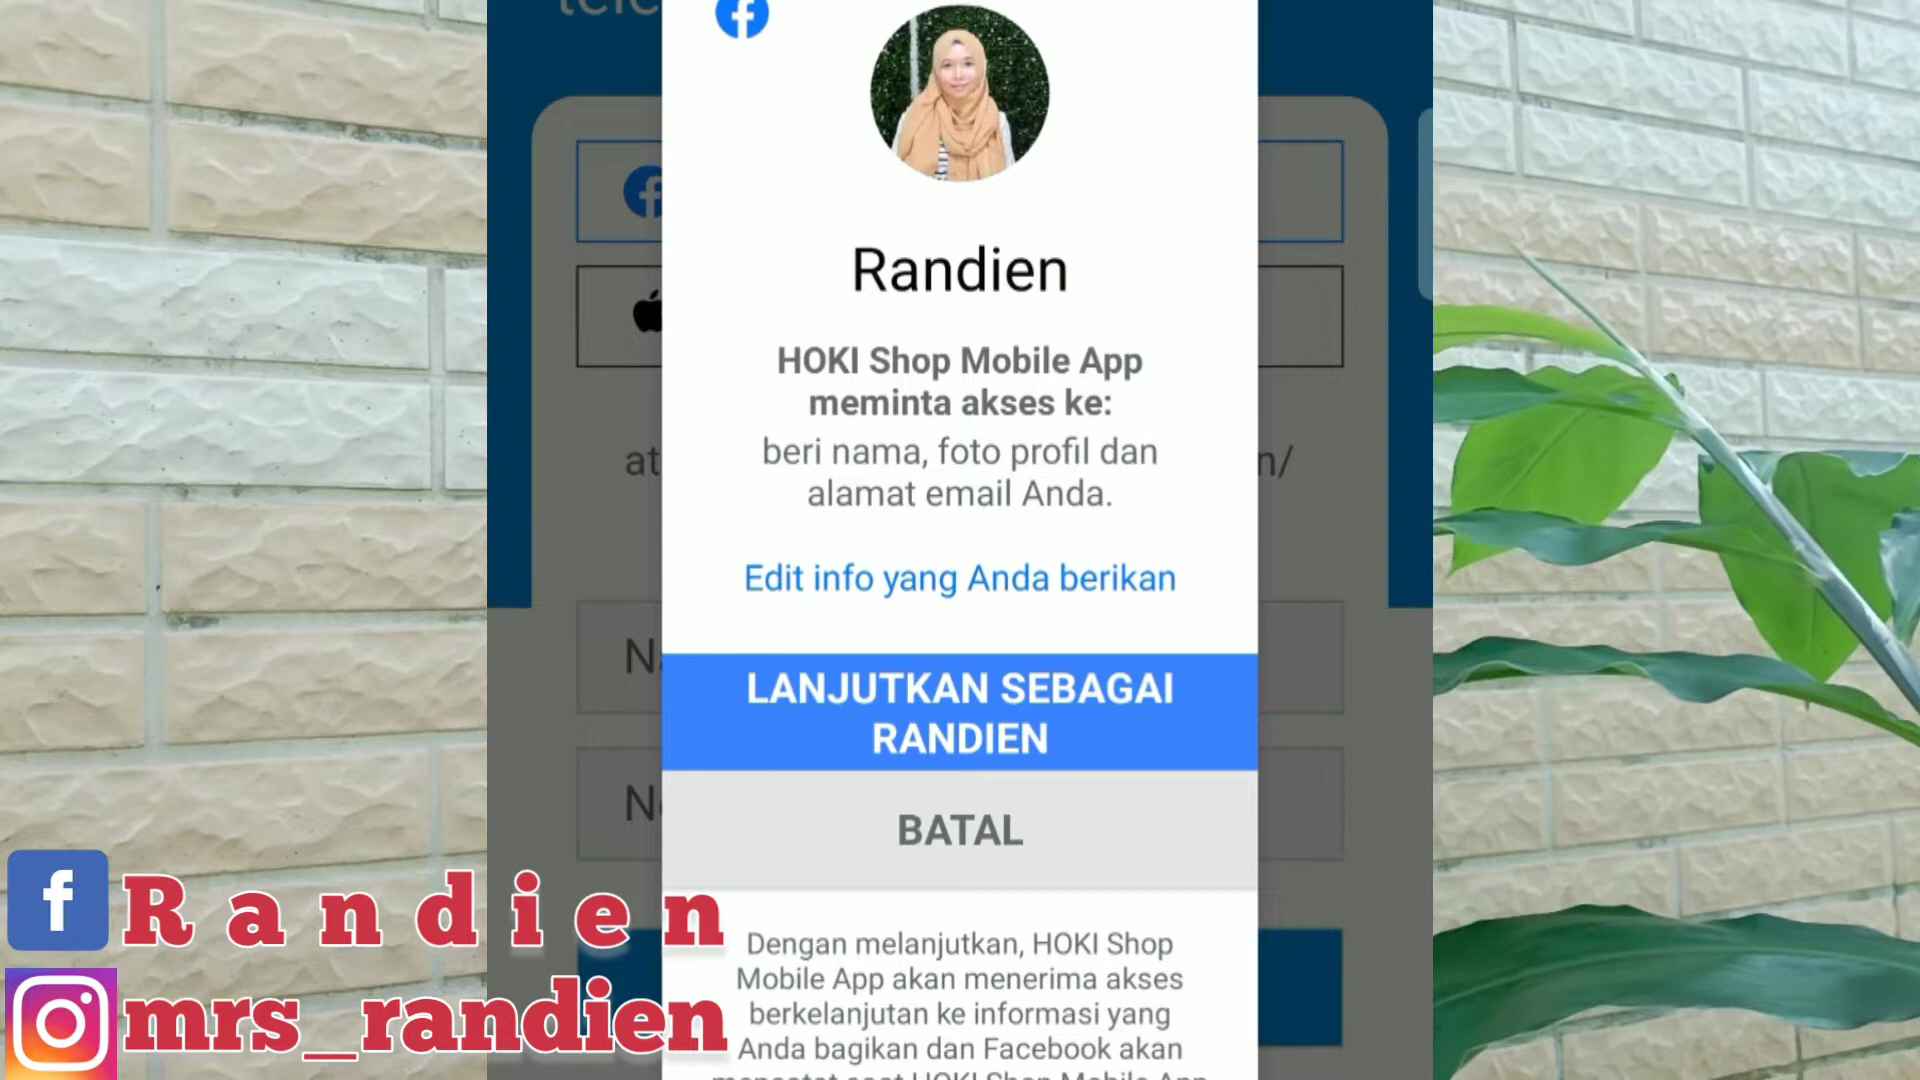 Randien
HOKI Shop Mobile App
meminta akses ke:
beri nama, foto profil dan
alamat email Anda.
Edit info yang Anda berikan
LANJUTKAN SEBAGAI
RANDIEN
BATAL
Dengan melanjutkan, HOKI Shop
Mobile App akan menerima akses
berkelanjutan ke informasi yang
Anda bagikan dan Facebook akan
Randien
mrs_randien